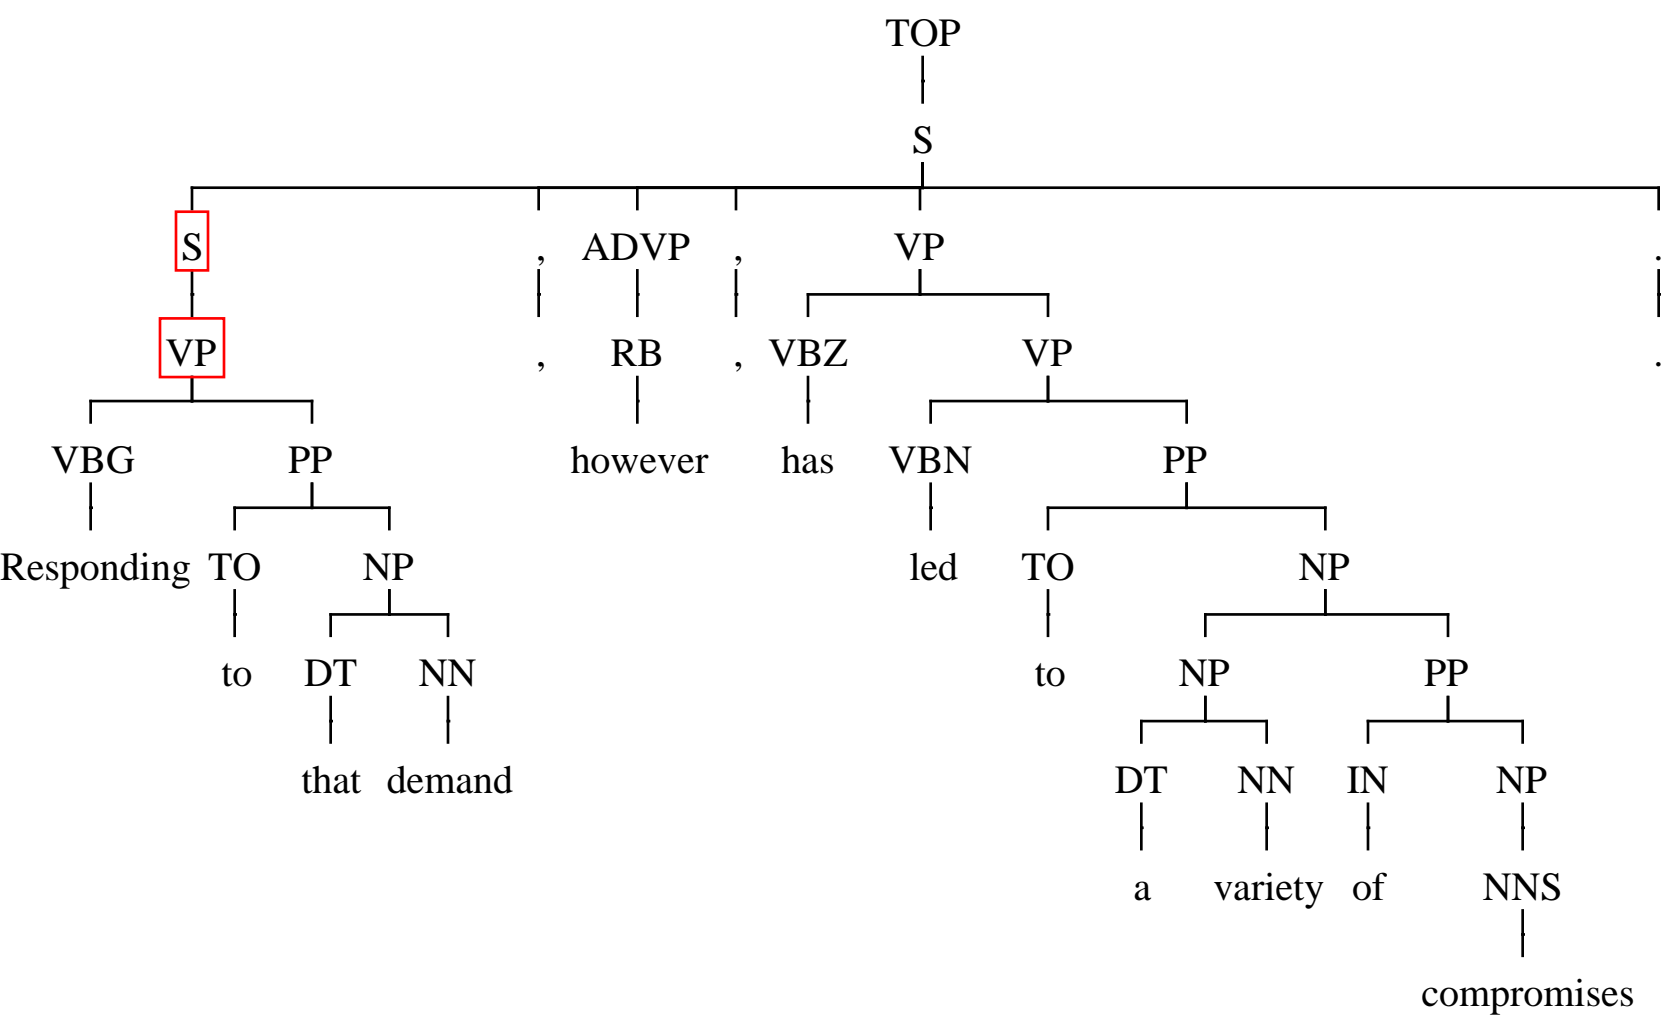 TOP
S
S , ADVP , VP .
VP , RB , VBZ VP .
VBG PP however has VBN PP
Responding TO NP led TO NP
to DT NN to NP PP
that demand DT NN IN NP
a variety of NNS
compromises